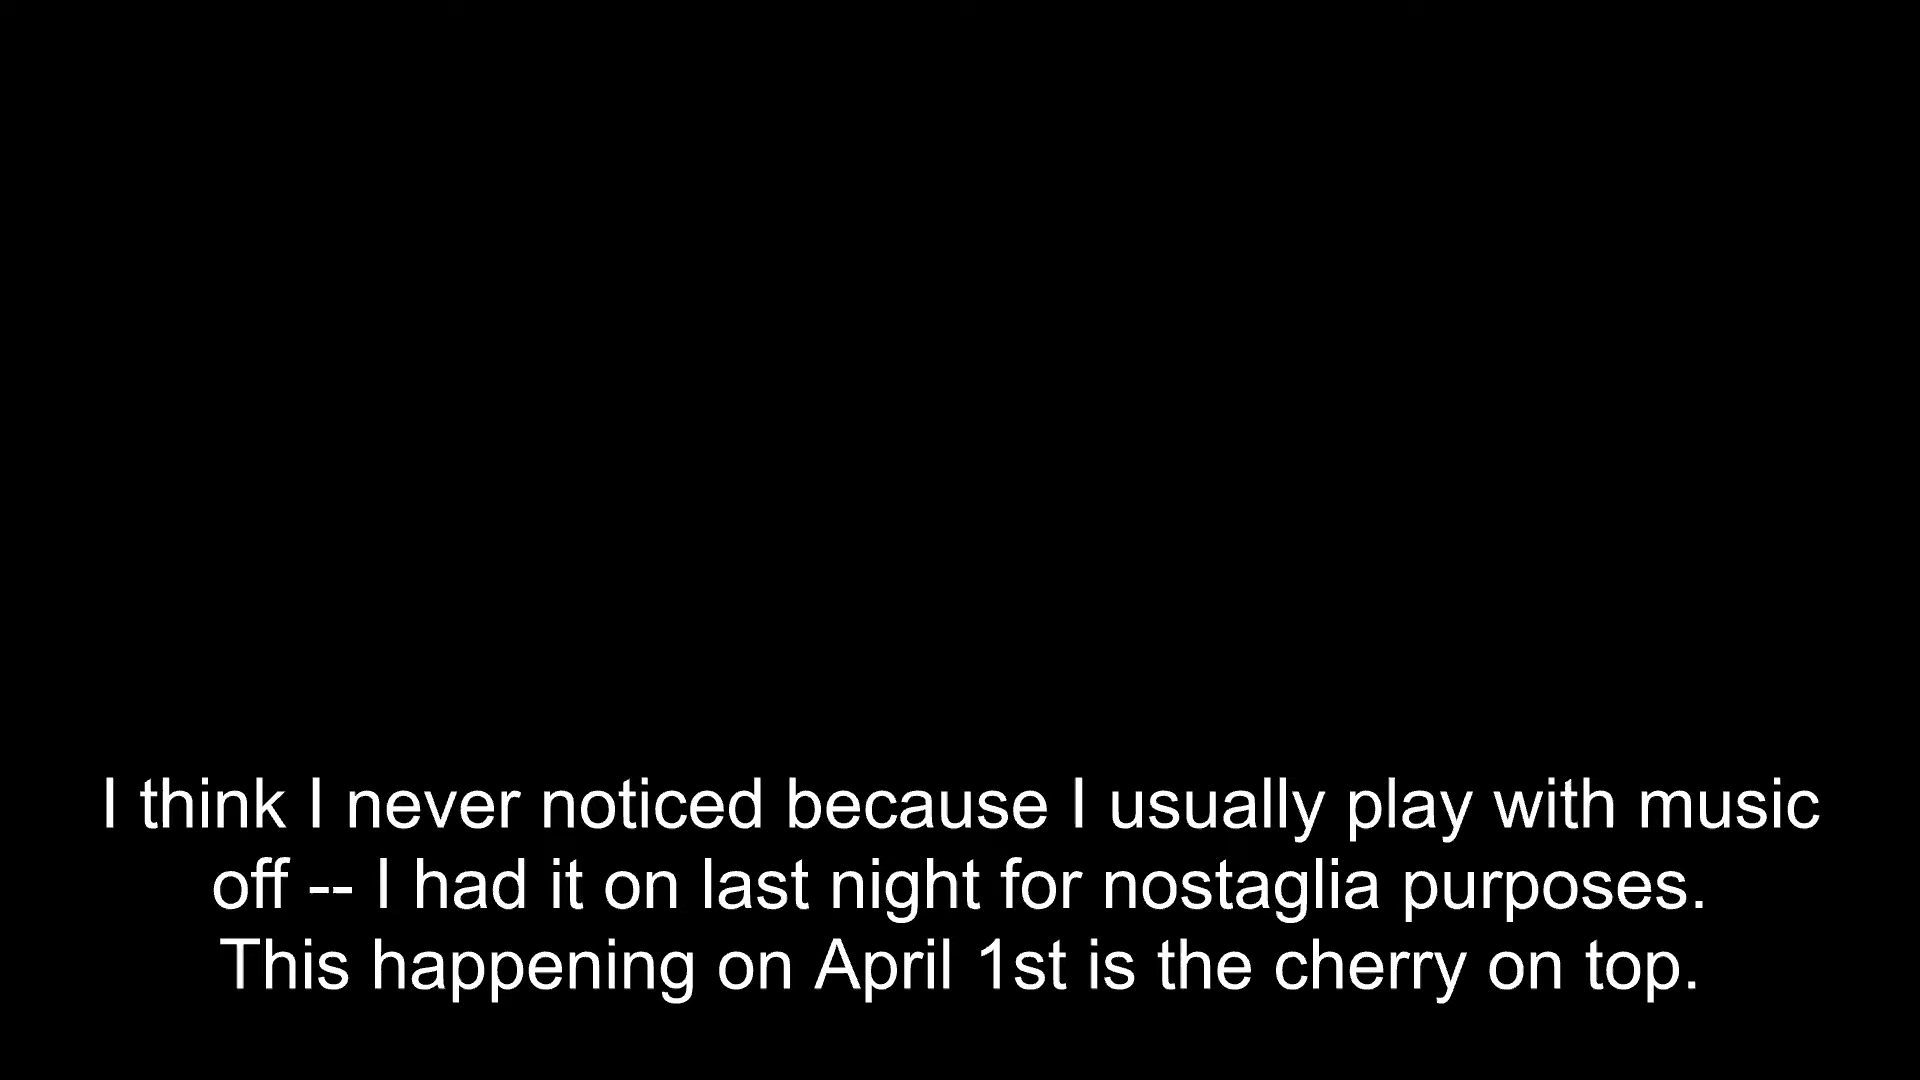 I think I never noticed because I usually play with music
off -- I had it on last night for nostaglia purposes.
This happening on April 1st is the cherry on top.